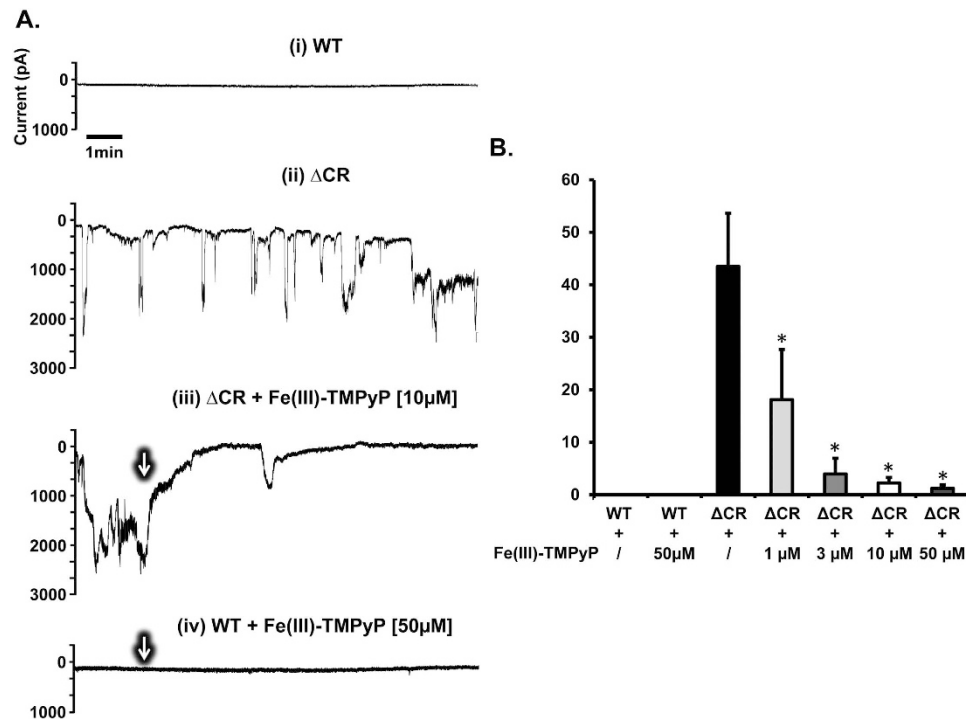 A.
(i) WT
Current (pA)
0
1000
1min
(ii) ΔCR
0
1000
2000
3000
(iii) ΔCR + Fe(III)-TMPyP [10µM]
0
1000
2000
3000
(iv) WT + Fe(III)-TMPyP [50µM]
0
1000
B.
60
50
40
30
20
10
0
* * * *
WT WT ΔCR ΔCR ΔCR ΔCR ΔCR
+ + + + + + +
Fe(III)-TMPyP / 50µM / 1 µM 3 µM 10 µM 50 µM